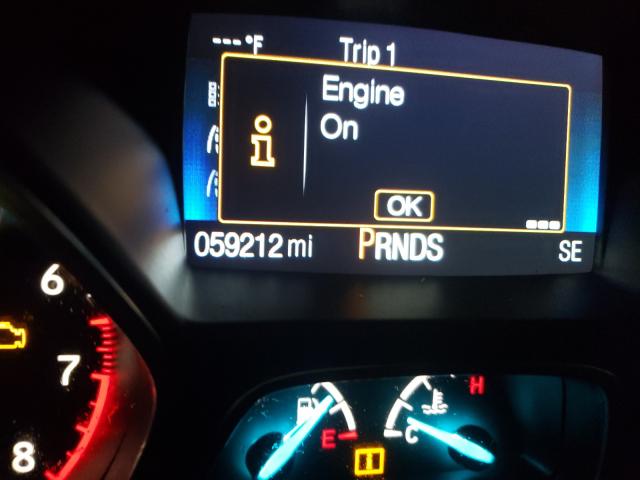 ---°F Trip 1
Engine
On
OK
059212 mi PRNDS SE
6
7
8
H
E
C